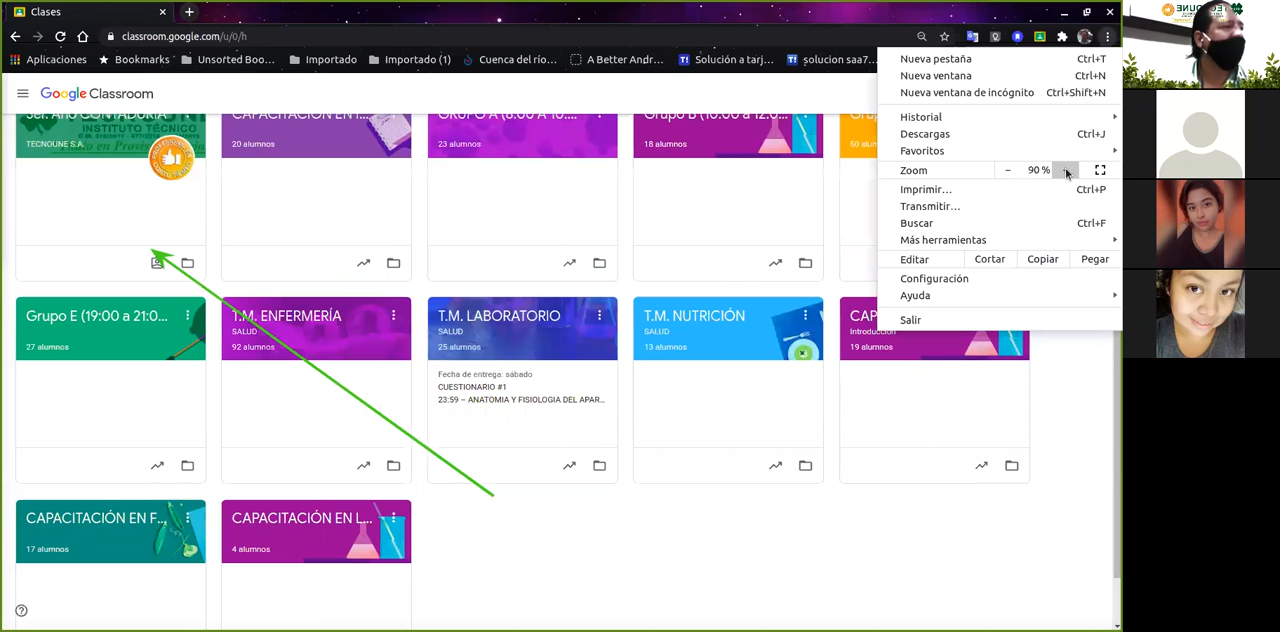 Clases
classroom.google.com/u/0/h
Aplicaciones
Bookmarks
Unsorted Boo...
Importado
Importado (1)
Cuenca del río...
A Better Andr...
Solución a tarj...
solucion saa7...
Google Classroom
3er. Año CONTADURÍA
INSTITUTO TÉCNICO
TECNOUNE S.A.
20 alumnos
GRUPO A (8:00 A 10:...
23 alumnos
Grupo B (10:00 a 12:0...
18 alumnos
50 alumnos
Grupo E (19:00 a 21:0...
27 alumnos
T.M. ENFERMERÍA
SALUD
92 alumnos
T.M. LABORATORIO
SALUD
25 alumnos
Fecha de entrega: sábado
CUESTIONARIO #1
23:59 – ANATOMIA Y FISIOLOGIA DEL APAR...
T.M. NUTRICIÓN
SALUD
13 alumnos
CAP
Introducció
19 alumnos
CAPACITACIÓN EN F...
17 alumnos
CAPACITACIÓN EN L...
4 alumnos
Nueva pestaña Ctrl+T
Nueva ventana Ctrl+N
Nueva ventana de incógnito Ctrl+Shift+N
Historial
Descargas Ctrl+J
Favoritos
Zoom − 90 % +
Imprimir... Ctrl+P
Transmitir...
Buscar Ctrl+F
Más herramientas
Editar Cortar Copiar Pegar
Configuración
Ayuda
Salir